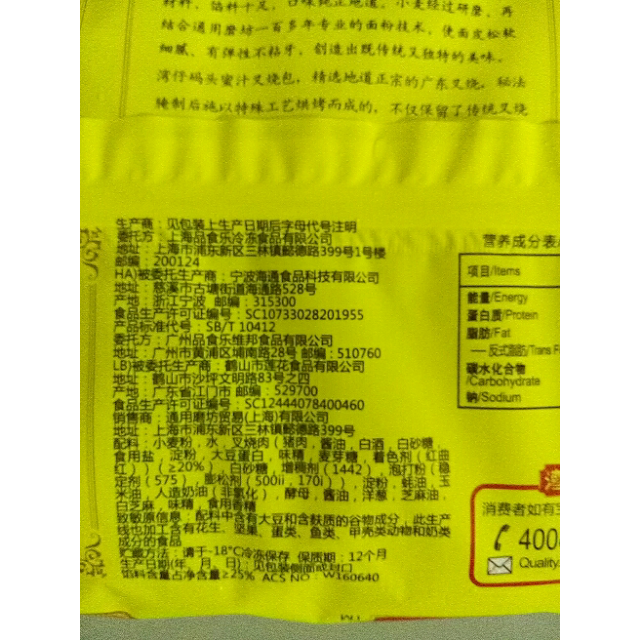 材料，馅料十足，口味纯正地道。小麦经过研磨，再
结合通用磨坊一百多年专业的面粉技术，使面皮松软
细腻、有弹性不粘牙，创造出既传统又独特的美味。
湾仔码头蜜汁叉烧包，精选地道正宗的广东叉烧，秘法
腌制后施以特殊工艺烘烤而成的，不仅保留了传统叉烧
生产商：见包装上生产日期后字母代号注明
委托方：上海品食乐冷冻食品有限公司
地址：上海市浦东新区三林镇懿德路399号1号楼
邮编：200124
HA)被委托生产商：宁波海通食品科技有限公司
地址：慈溪市古塘街道海通路528号
产地：浙江宁波 邮编：315300
食品生产许可证编号：SC10733028201955
产品标准代号：SB/T 10412
委托方：广州品食乐维邦食品有限公司
地址：广州市黄浦区埔南路28号 邮编：510760
LB)被委托生产商：鹤山市莲花食品有限公司
地址：鹤山市沙坪文明路83号之四
产地：广东省江门市 邮编：529700
食品生产许可证编号：SC12444078400460
销售商：通用磨坊贸易(上海)有限公司
地址：上海市浦东新区三林镇懿德路399号
配料：小麦粉，水，叉烧肉（猪肉，酱油，白酒，白砂糖，
食用盐，淀粉，大豆蛋白，味精，麦芽糖，着色剂（红曲
红））（≥20%），白砂糖，增稠剂（1442），泡打粉（稳
定剂（575），膨松剂（500ii，170i）），淀粉，蚝油，玉
米油，人造奶油（非氢化），酵母，酱油，洋葱，芝麻油，
白芝麻，味精，食用香精
致敏原信息：配料中含有大豆和含麸质的谷物成分，此生产
线也加工含有花生、坚果、蛋类、鱼类、甲壳类动物和奶类
成分的食品
贮藏方法：请于-18℃冷冻保存 保质期：12个月
生产日期(年、月、日)：见包装侧面或封口
馅料含量占净含量≥25% ACS NO：W160640
营养成分表
项目/Items
能量/Energy
蛋白质/Protein
脂肪/Fat
—反式脂肪/Trans F
碳水化合物
/Carbohydrate
钠/Sodium
消费者如有
400
Quality